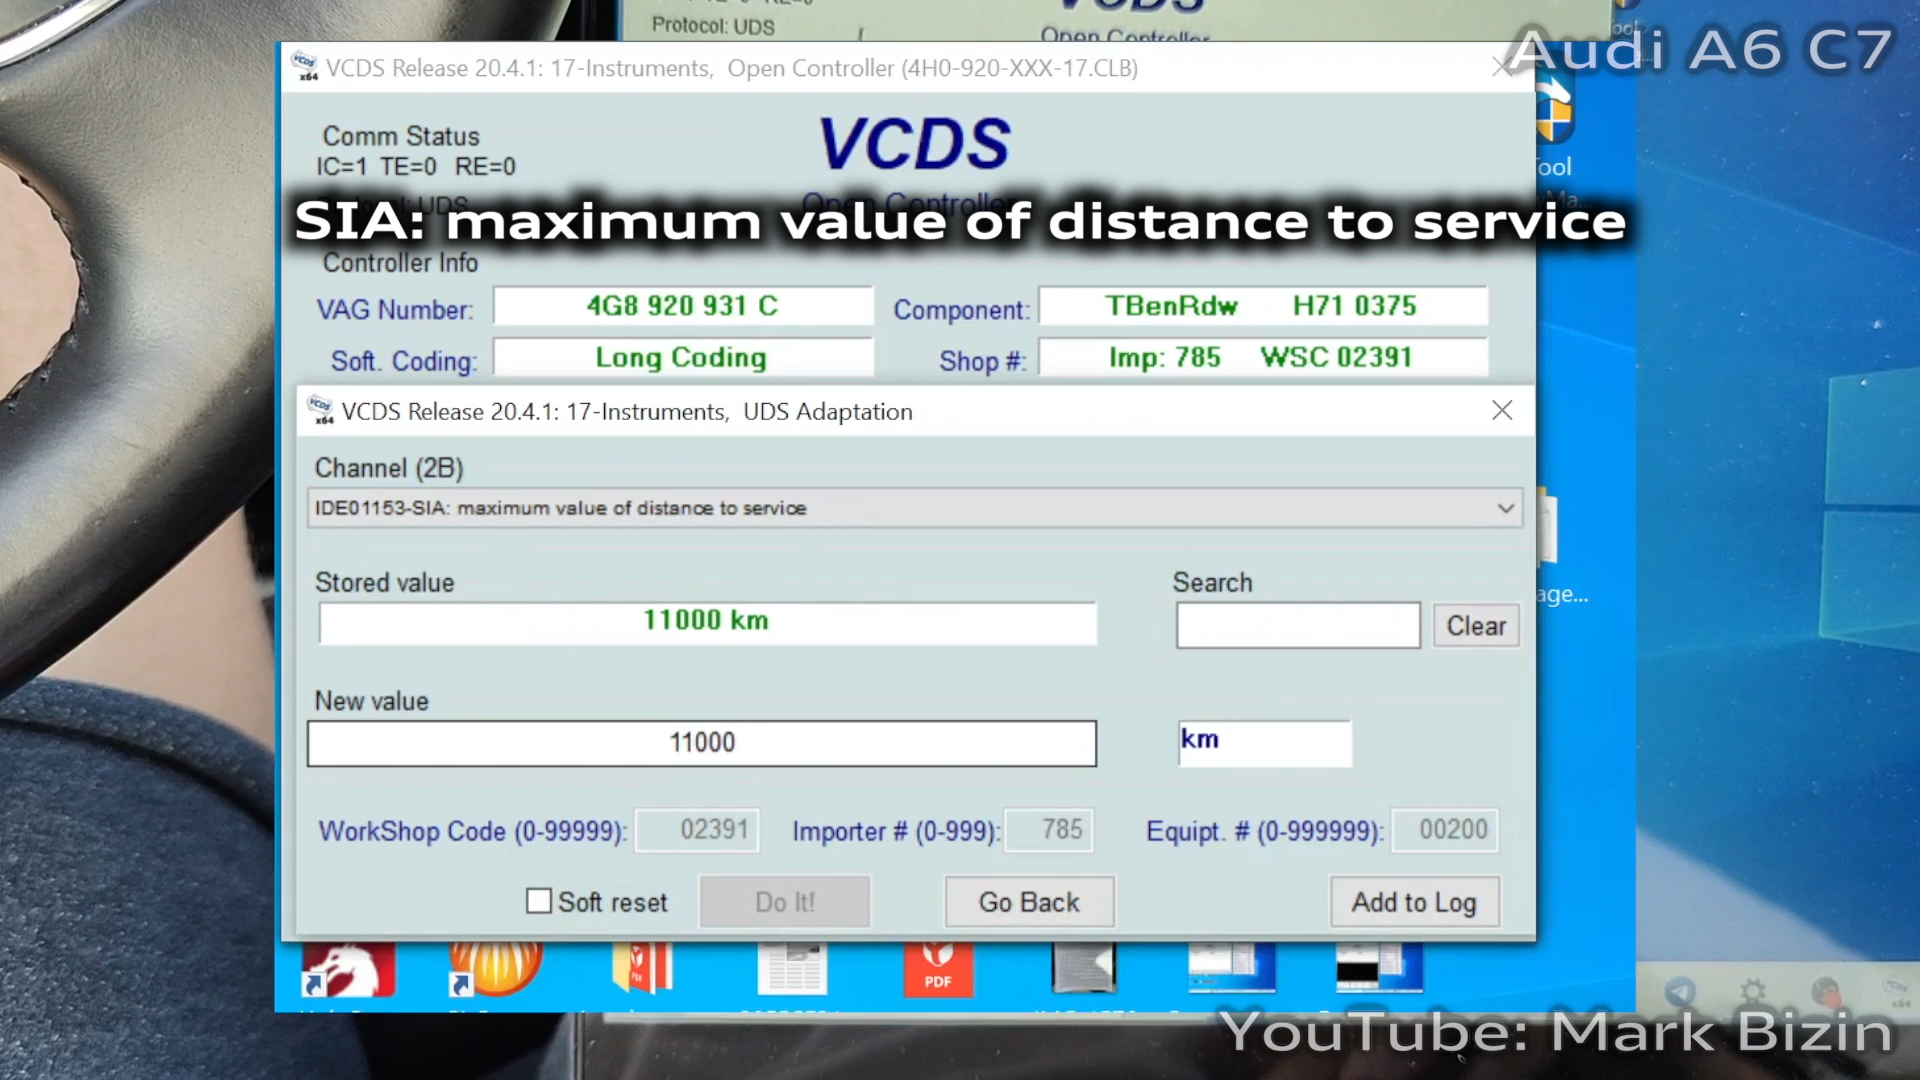 Protocol: UDS
Audi A6 C7
VCDS Release 20.4.1: 17-Instruments, Open Controller (4H0-920-XXX-17.CLB)
Comm Status
IC=1 TE=0 RE=0
VCDS
Open Controller
SIA: maximum value of distance to service
Controller Info
VAG Number: 4G8 920 931 C Component: TBenRdw H71 0375
Soft. Coding: Long Coding Shop #: Imp: 785 WSC 02391
VCDS Release 20.4.1: 17-Instruments, UDS Adaptation
Channel (2B)
IDE01153-SIA: maximum value of distance to service
Stored value
Search
11000 km
Clear
New value
11000
km
WorkShop Code (0-99999): 02391 Importer # (0-999): 785 Equipt. # (0-999999): 00200
Soft reset Do It! Go Back Add to Log
PDF
YouTube: Mark Bizin